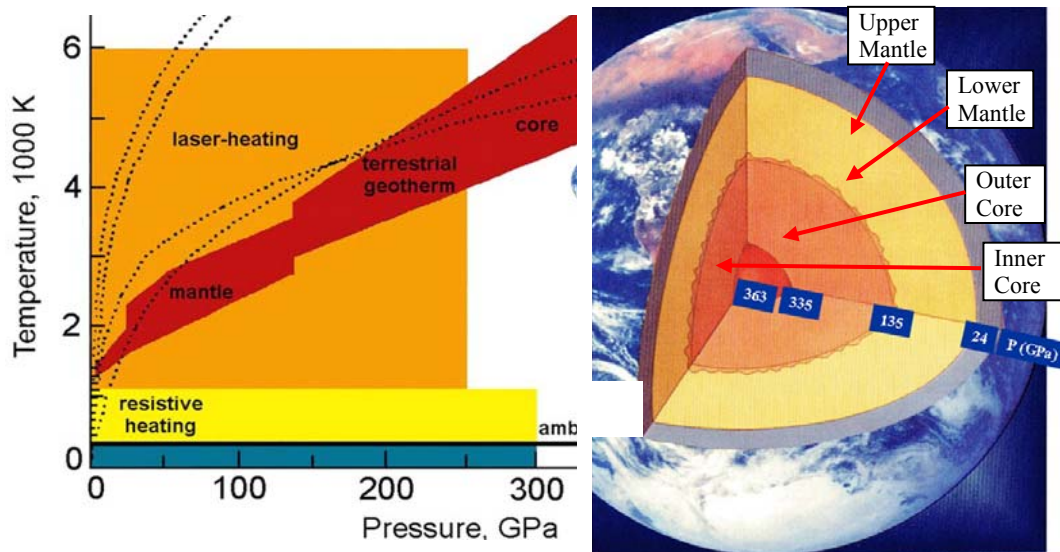 6
4
2
0
Temperature, 1000 K
laser-heating
core
terrestrial
geotherm
mantle
resistive
heating
amb
0
100
200
300
Pressure, GPa
Upper
Mantle
Lower
Mantle
Outer
Core
Inner
Core
363
335
135
24
P (GPa)